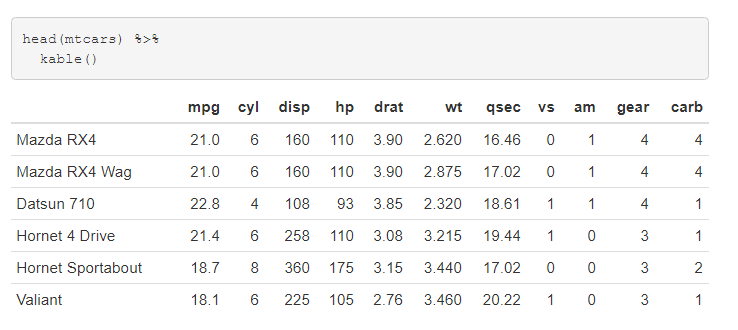 head(mtcars) %>%
  kable()
mpg cyl disp hp drat wt qsec vs am gear carb
Mazda RX4 21.0 6 160 110 3.90 2.620 16.46 0 1 4 4
Mazda RX4 Wag 21.0 6 160 110 3.90 2.875 17.02 0 1 4 4
Datsun 710 22.8 4 108 93 3.85 2.320 18.61 1 1 4 1
Hornet 4 Drive 21.4 6 258 110 3.08 3.215 19.44 1 0 3 1
Hornet Sportabout 18.7 8 360 175 3.15 3.440 17.02 0 0 3 2
Valiant 18.1 6 225 105 2.76 3.460 20.22 1 0 3 1